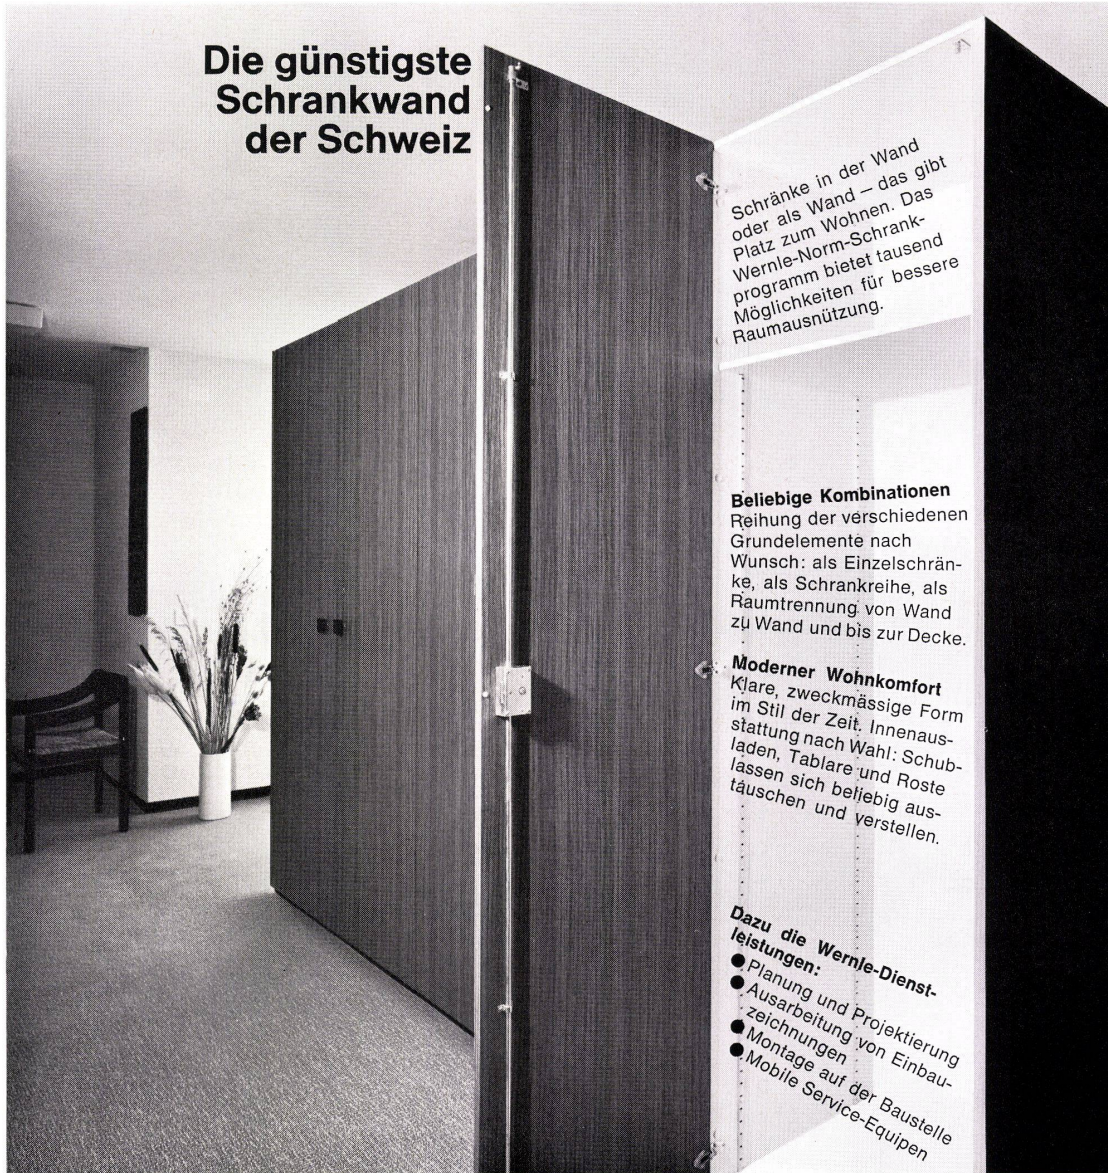 Die günstigste
Schrankwand
der Schweiz
Schränke in der Wand
oder als Wand – das gibt
Platz zum Wohnen. Das
Wernle-Norm-Schrank-
programm bietet tausend
Möglichkeiten für bessere
Raumausnützung.
Beliebige Kombinationen
Reihung der verschiedenen
Grundelemente nach
Wunsch: als Einzelschrän-
ke, als Schrankreihe, als
Raumtrennung von Wand
zu Wand und bis zur Decke.
Moderner Wohnkomfort
Klare, zweckmässige Form
im Stil der Zeit. Innenaus-
stattung nach Wahl: Schub-
laden, Tablare und Roste
lassen sich beliebig aus-
tauschen und verstellen.
Dazu die Wernle-Dienst-
leistungen:
● Planung und Projektierung
● Ausarbeitung von Einbau-
zeichnungen
● Montage auf der Baustelle
● Mobile Service-Equipen